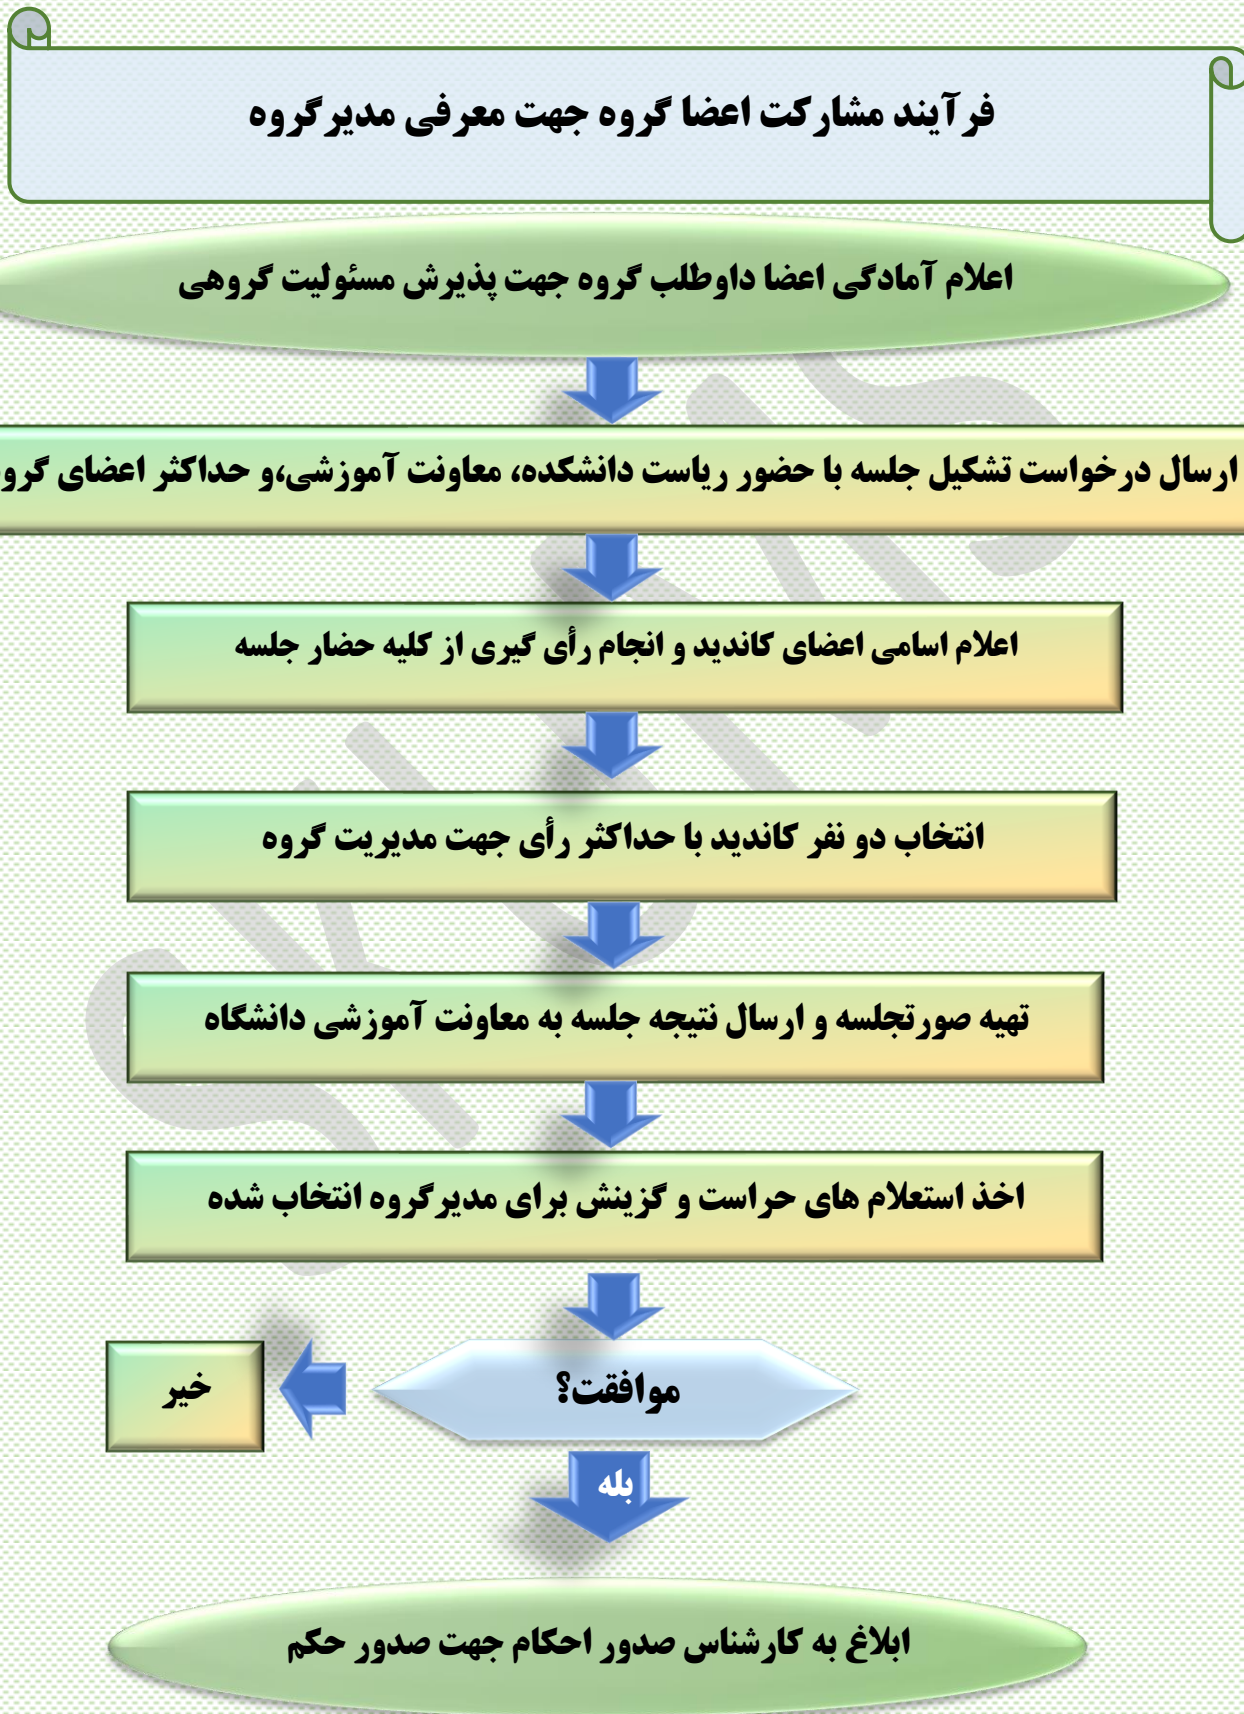 فرآیند مشارکت اعضا گروه جهت معرفی مدیرگروه
اعلام آمادگی اعضا داوطلب گروه جهت پذیرش مسئولیت گروهی
ارسال درخواست تشکیل جلسه با حضور ریاست دانشکده، معاونت آموزشی،و حداکثر اعضای
اعلام اسامی اعضای کاندید و انجام رأی گیری از کلیه حضار جلسه
انتخاب دو نفر کاندید با حداکثر رأی جهت مدیریت گروه
تهیه صورتجلسه و ارسال نتیجه جلسه به معاونت آموزشی دانشگاه
اخذ استعلام های حراست و گزینش برای مدیرگروه انتخاب شده
موافقت؟
خیر
بله
ابلاغ به کارشناس صدور احکام جهت صدور حکم